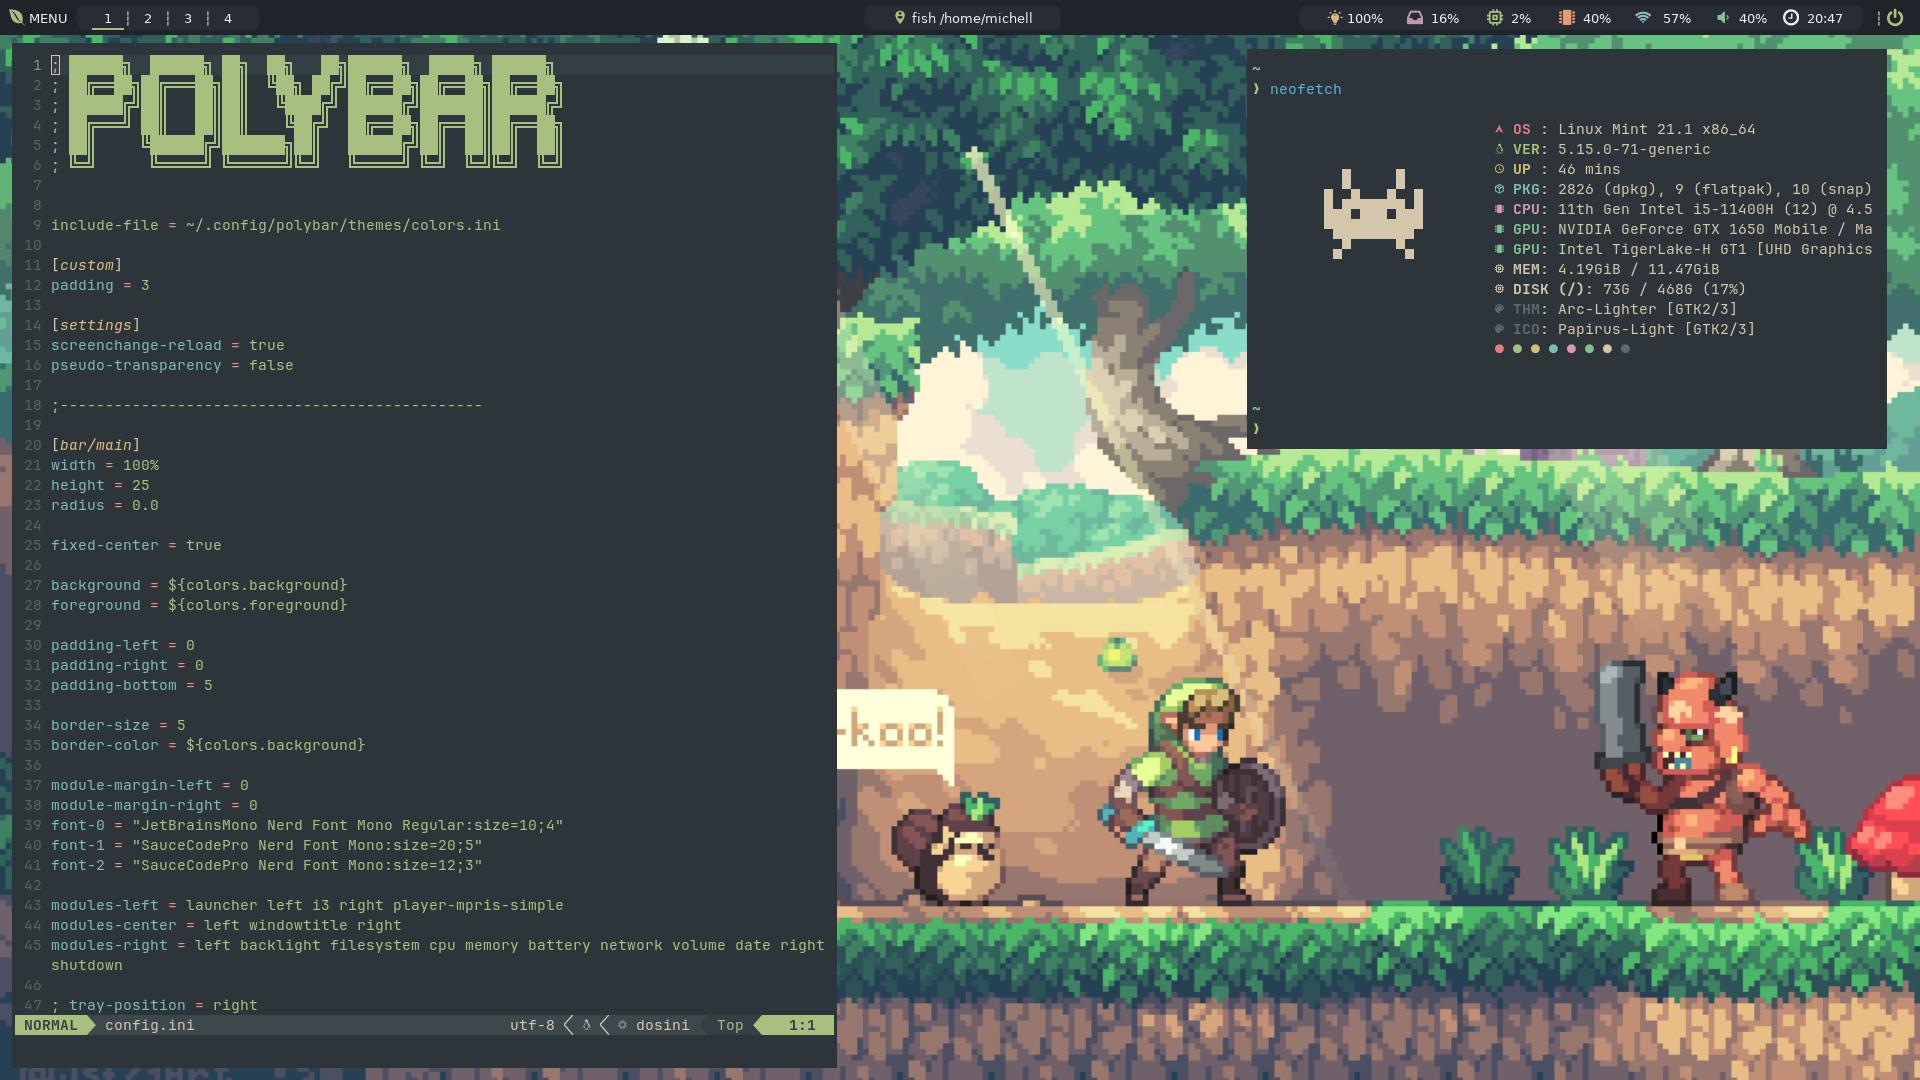 MENU 1 2 3 4 fish /home/michell 100% 16% 2% 40% 57% 40% 20:47
1 ; POLYBAR
2 ;
3 ;
4 ;
5 ;
6 ;
7
8
9 include-file = ~/.config/polybar/themes/colors.ini
10
11 [custom]
12 padding = 3
13
14 [settings]
15 screenchange-reload = true
16 pseudo-transparency = false
17
18 ;-----------------------------------------------
19
20 [bar/main]
21 width = 100%
22 height = 25
23 radius = 0.0
24
25 fixed-center = true
26
27 background = ${colors.background}
28 foreground = ${colors.foreground}
29
30 padding-left = 0
31 padding-right = 0
32 padding-bottom = 5
33
34 border-size = 5
35 border-color = ${colors.background}
36
37 module-margin-left = 0
38 module-margin-right = 0
39 font-0 = "JetBrainsMono Nerd Font Mono Regular:size=10;4"
40 font-1 = "SauceCodePro Nerd Font Mono:size=20;5"
41 font-2 = "SauceCodePro Nerd Font Mono:size=12;3"
42
43 modules-left = launcher left i3 right player-mpris-simple
44 modules-center = left windowtitle right
45 modules-right = left backlight filesystem cpu memory battery network volume date right
shutdown
46
47 ; tray-position = right
NORMAL config.ini utf-8 dosini Top 1:1
~
❯ neofetch
OS : Linux Mint 21.1 x86_64
VER: 5.15.0-71-generic
UP : 46 mins
PKG: 2826 (dpkg), 9 (flatpak), 10 (snap)
CPU: 11th Gen Intel i5-11400H (12) @ 4.5
GPU: NVIDIA GeForce GTX 1650 Mobile / Ma
GPU: Intel TigerLake-H GT1 [UHD Graphics
MEM: 4.19GiB / 11.47GiB
DISK (/): 73G / 468G (17%)
THM: Arc-Lighter [GTK2/3]
ICO: Papirus-Light [GTK2/3]
~
❯
-koo!